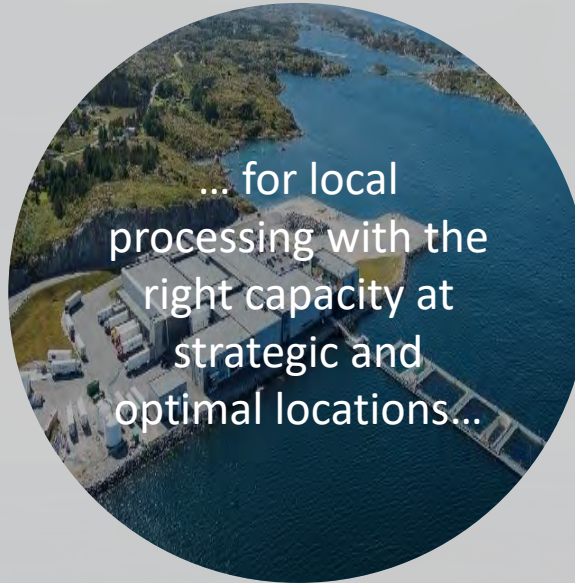 ... for local
processing with the
right capacity at
strategic and
optimal locations...